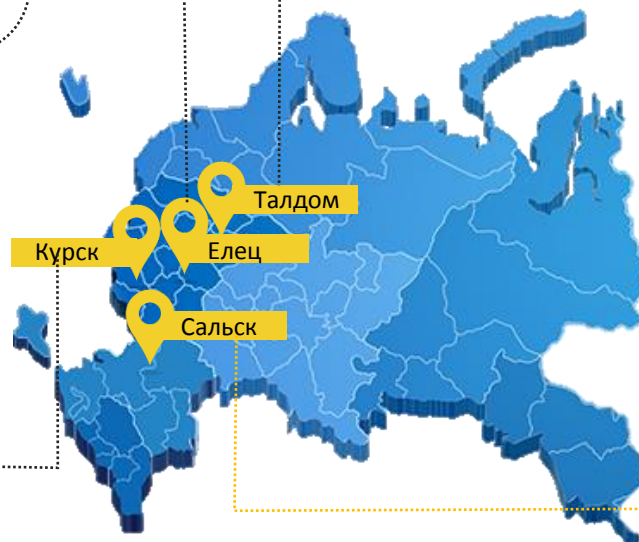 Талдом
Курск
Елец
Сальск